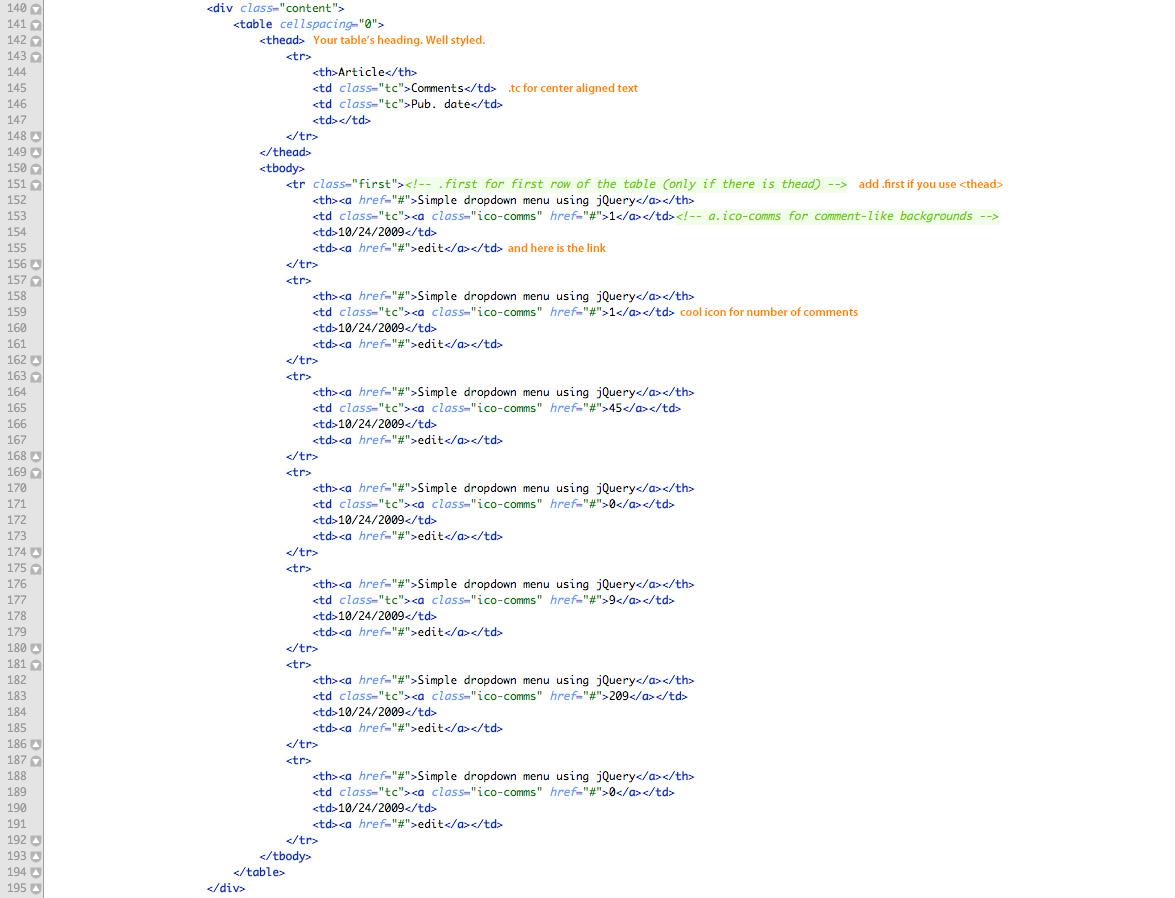 140 <div class="content">
141 <table cellspacing="0">
142 <thead> Your table's heading. Well styled.
143 <tr>
144 <th>Article</th>
145 <td class="tc">Comments</td> .tc for center aligned text
146 <td class="tc">Pub. date</td>
147 <td></td>
148 </tr>
149 </thead>
150 <tbody>
151 <tr class="first"><!-- .first for first row of the table (only if there is thead) --> add .first if you use <thead>
152 <th><a href="#">Simple dropdown menu using jQuery</a></th>
153 <td class="tc"><a class="ico-comms" href="#">1</a></td><!-- a.ico-comms for comment-like backgrounds -->
154 <td>10/24/2009</td>
155 <td><a href="#">edit</a></td> and here is the link
156 </tr>
157 <tr>
158 <th><a href="#">Simple dropdown menu using jQuery</a></th>
159 <td class="tc"><a class="ico-comms" href="#">1</a></td> cool icon for number of comments
160 <td>10/24/2009</td>
161 <td><a href="#">edit</a></td>
162 </tr>
163 <tr>
164 <th><a href="#">Simple dropdown menu using jQuery</a></th>
165 <td class="tc"><a class="ico-comms" href="#">45</a></td>
166 <td>10/24/2009</td>
167 <td><a href="#">edit</a></td>
168 </tr>
169 <tr>
170 <th><a href="#">Simple dropdown menu using jQuery</a></th>
171 <td class="tc"><a class="ico-comms" href="#">0</a></td>
172 <td>10/24/2009</td>
173 <td><a href="#">edit</a></td>
174 </tr>
175 <tr>
176 <th><a href="#">Simple dropdown menu using jQuery</a></th>
177 <td class="tc"><a class="ico-comms" href="#">9</a></td>
178 <td>10/24/2009</td>
179 <td><a href="#">edit</a></td>
180 </tr>
181 <tr>
182 <th><a href="#">Simple dropdown menu using jQuery</a></th>
183 <td class="tc"><a class="ico-comms" href="#">209</a></td>
184 <td>10/24/2009</td>
185 <td><a href="#">edit</a></td>
186 </tr>
187 <tr>
188 <th><a href="#">Simple dropdown menu using jQuery</a></th>
189 <td class="tc"><a class="ico-comms" href="#">0</a></td>
190 <td>10/24/2009</td>
191 <td><a href="#">edit</a></td>
192 </tr>
193 </tbody>
194 </table>
195 </div>